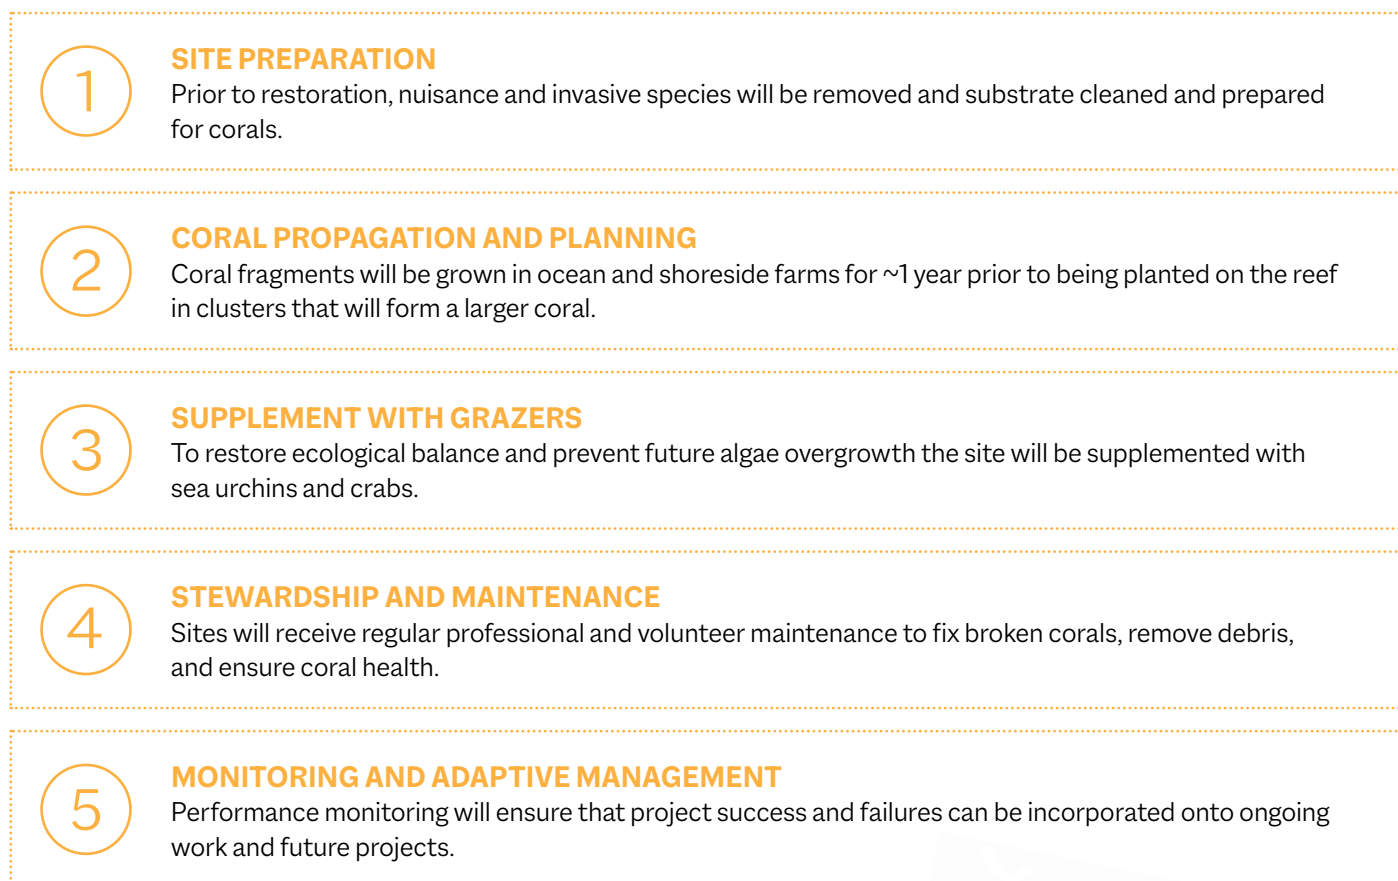 1
SITE PREPARATION
Prior to restoration, nuisance and invasive species will be removed and substrate cleaned and prepared
for corals.
2
CORAL PROPAGATION AND PLANNING
Coral fragments will be grown in ocean and shoreside farms for ~1 year prior to being planted on the reef
in clusters that will form a larger coral.
3
SUPPLEMENT WITH GRAZERS
To restore ecological balance and prevent future algae overgrowth the site will be supplemented with
sea urchins and crabs.
4
STEWARDSHIP AND MAINTENANCE
Sites will receive regular professional and volunteer maintenance to fix broken corals, remove debris,
and ensure coral health.
5
MONITORING AND ADAPTIVE MANAGEMENT
Performance monitoring will ensure that project success and failures can be incorporated onto ongoing
work and future projects.